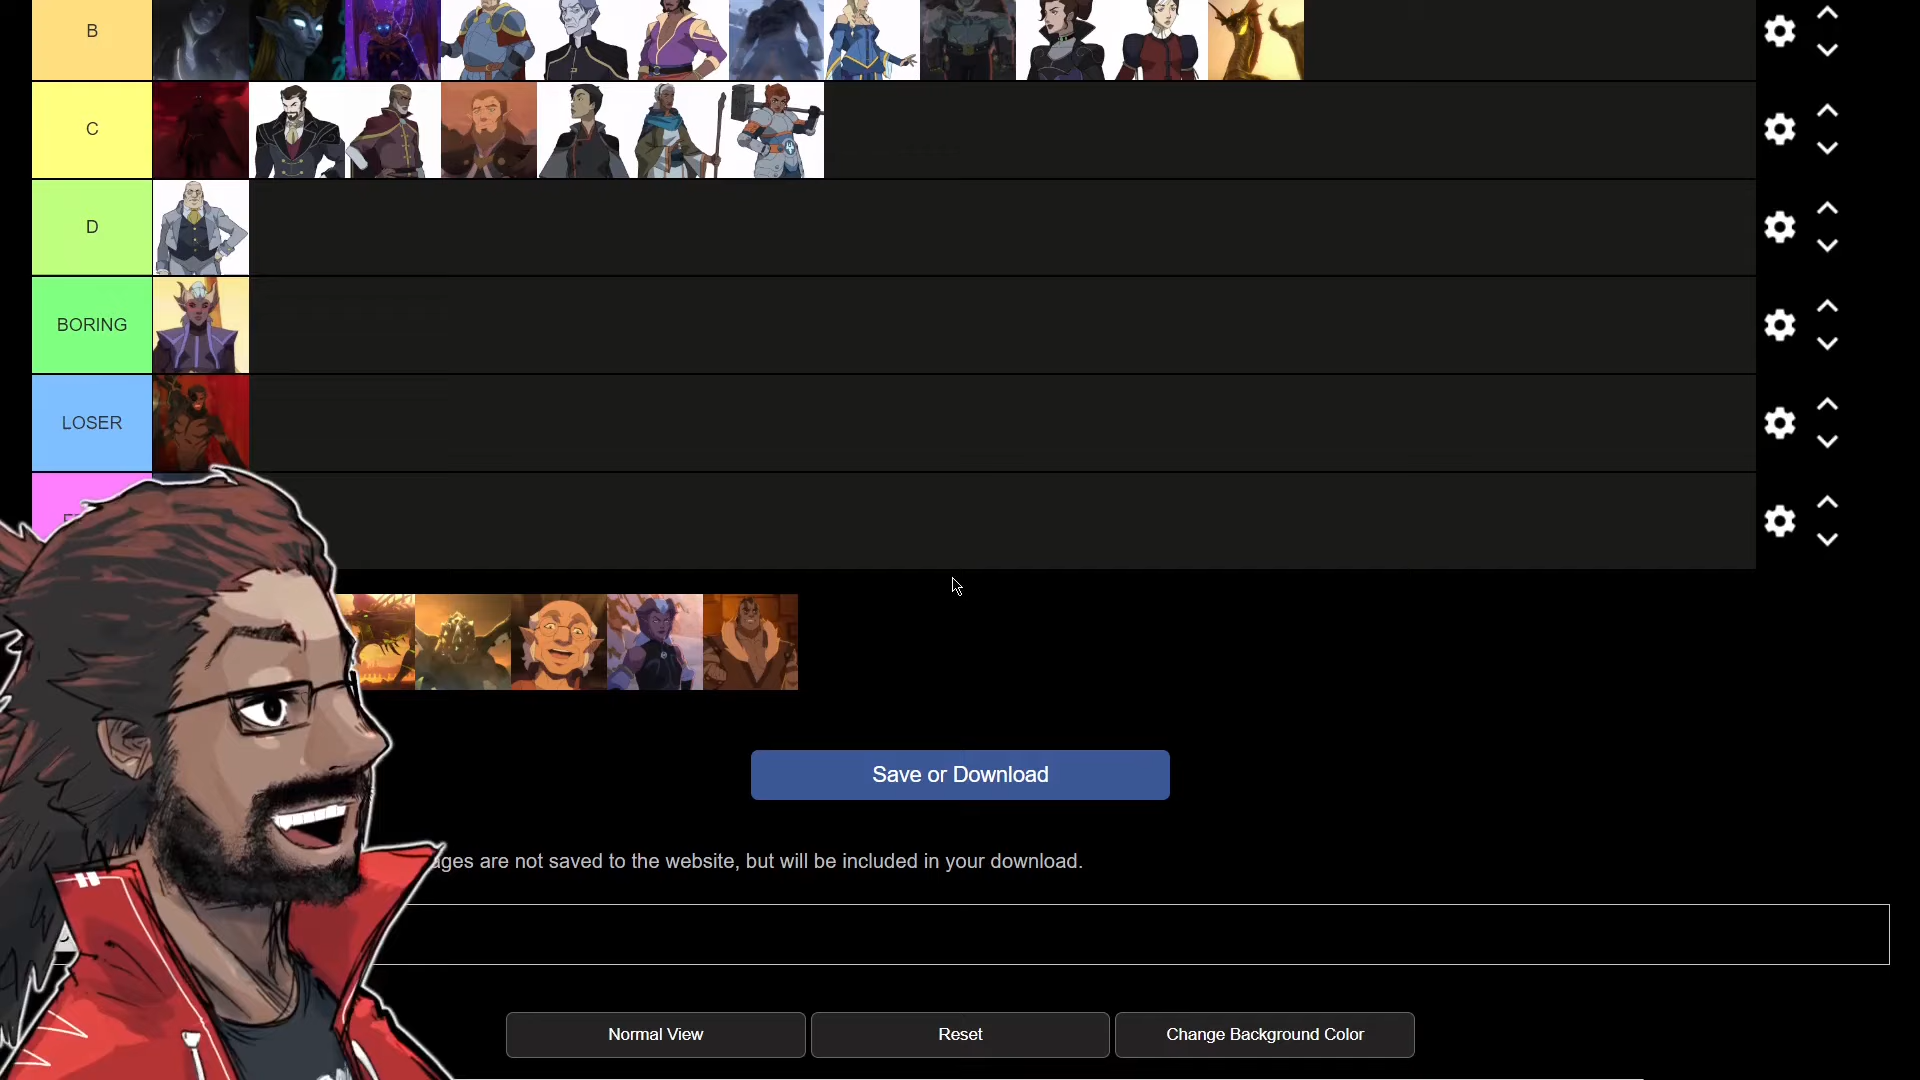 B
C
D
BORING
LOSER
Save or Download
ages are not saved to the website, but will be included in your download.
Normal View
Reset
Change Background Color